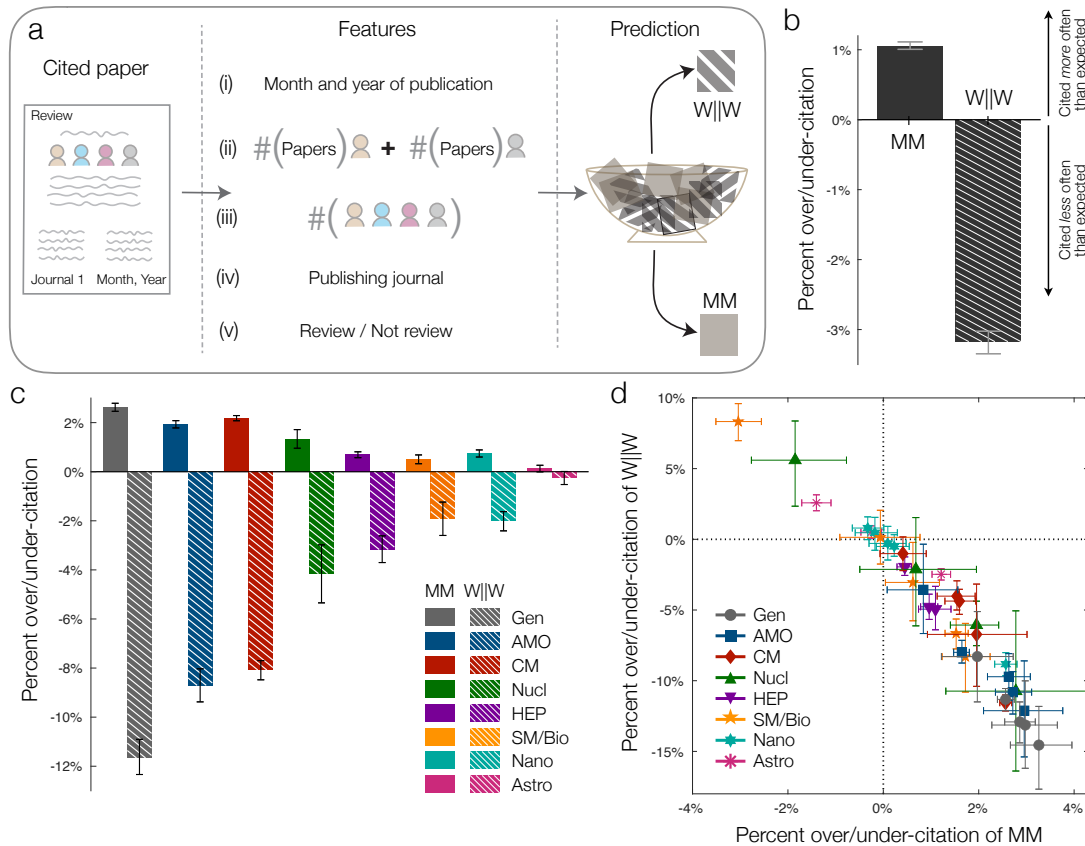 a
Cited paper
Features
Prediction
Review
Journal 1 Month, Year
(i) Month and year of publication
(ii) #(Papers) + #(Papers)
(iii) #( )
(iv) Publishing journal
(v) Review / Not review
W||W
MM
b
Percent over/under-citation
1%
0%
-1%
-2%
-3%
MM
W||W
Cited more often
than expected
Cited less often
than expected
c
Percent over/under-citation
2%
0%
-2%
-4%
-6%
-8%
-10%
-12%
MM W||W
Gen
AMO
CM
Nucl
HEP
SM/Bio
Nano
Astro
d
Percent over/under-citation of W||W
10%
5%
0%
-5%
-10%
-15%
Gen
AMO
CM
Nucl
HEP
SM/Bio
Nano
Astro
-4% -2% 0% 2% 4%
Percent over/under-citation of MM